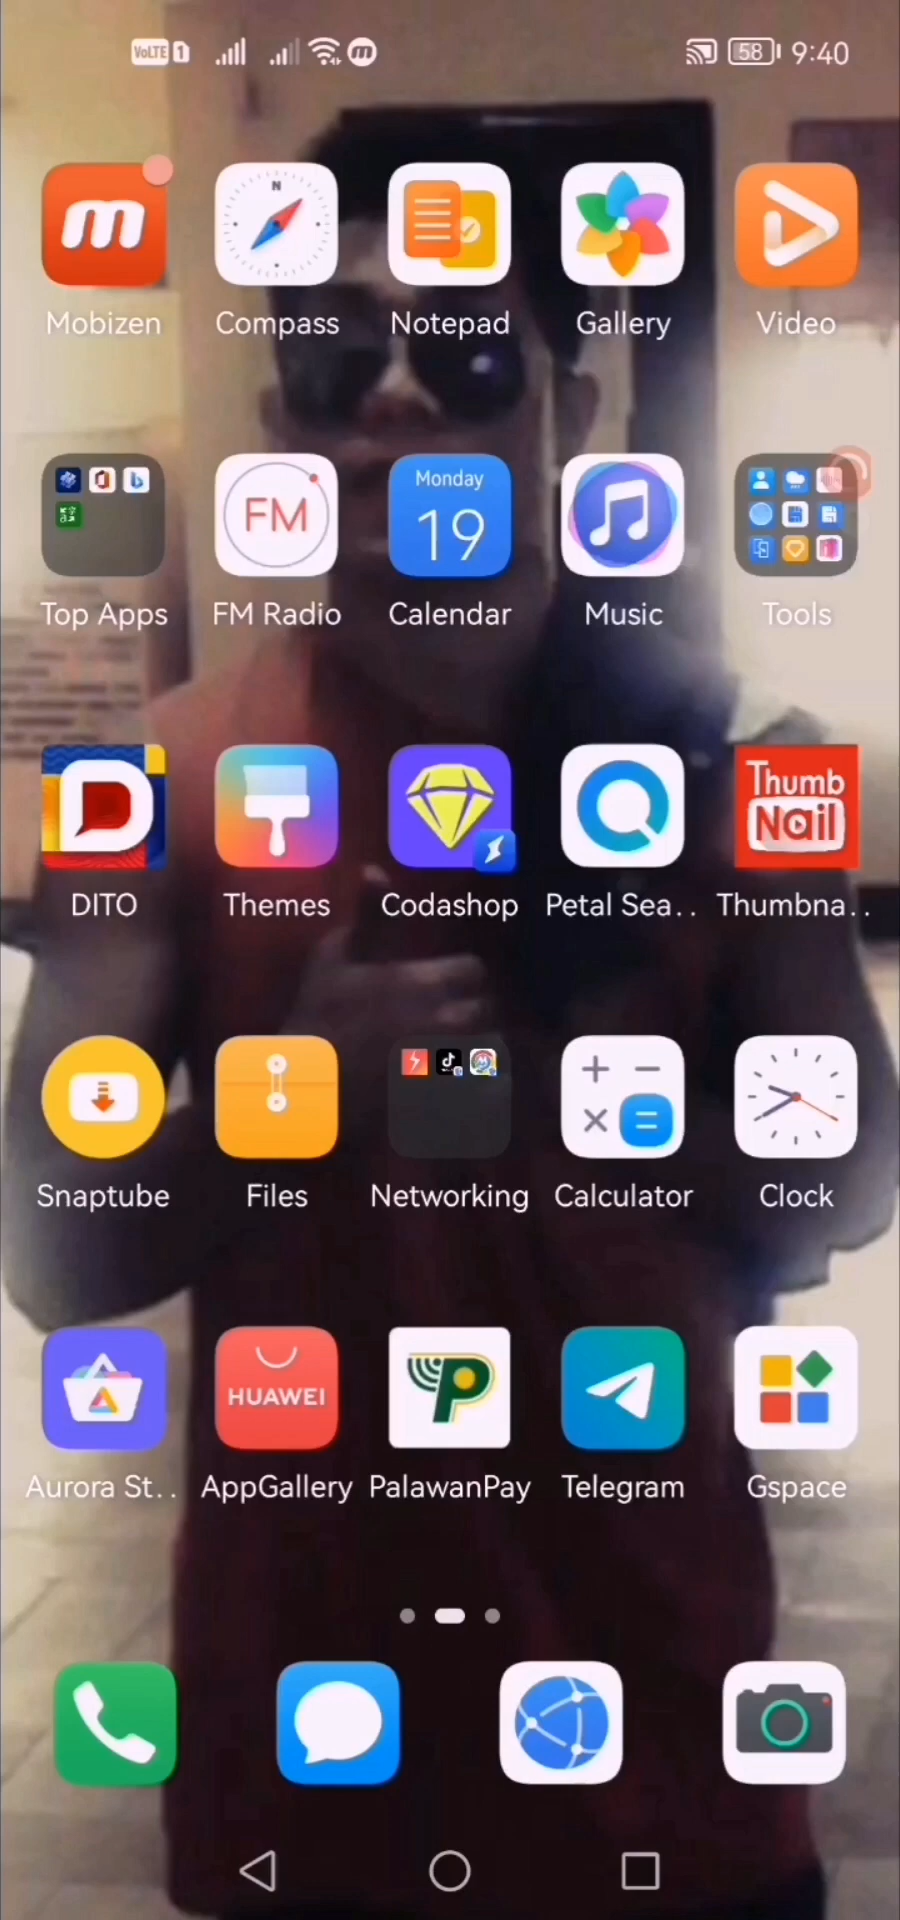 VoLTE 1 58 9:40
Mobizen Compass Notepad Gallery Video
FM Monday 19
Top Apps FM Radio Calendar Music Tools
Thumb Nail
DITO Themes Codashop Petal Sea.. Thumbna..
Snaptube Files Networking Calculator Clock
HUAWEI
Aurora St.. AppGallery PalawanPay Telegram Gspace